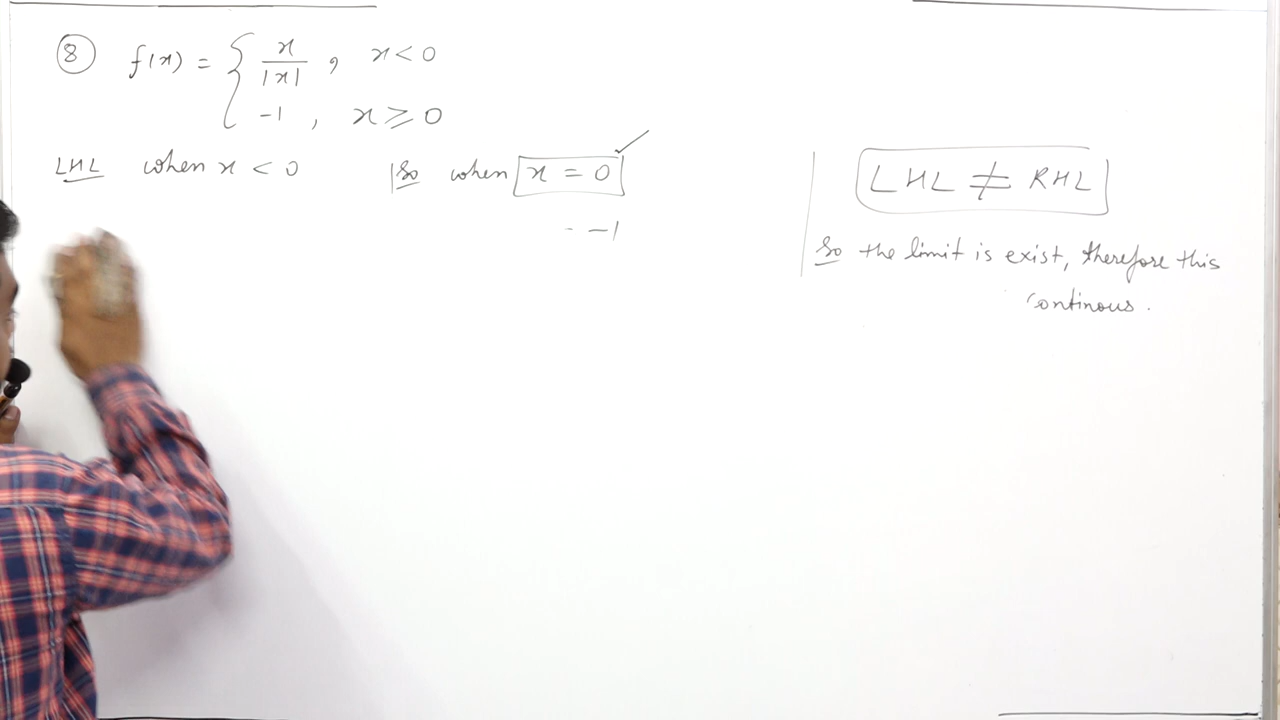 ⑧ f(x) = { x/|x| , x < 0
-1 , x ≥ 0
LHL when x < 0
So when x = 0 ✓
- -1
LHL ≠ RHL
So the limit is exist, therefore this
continous.